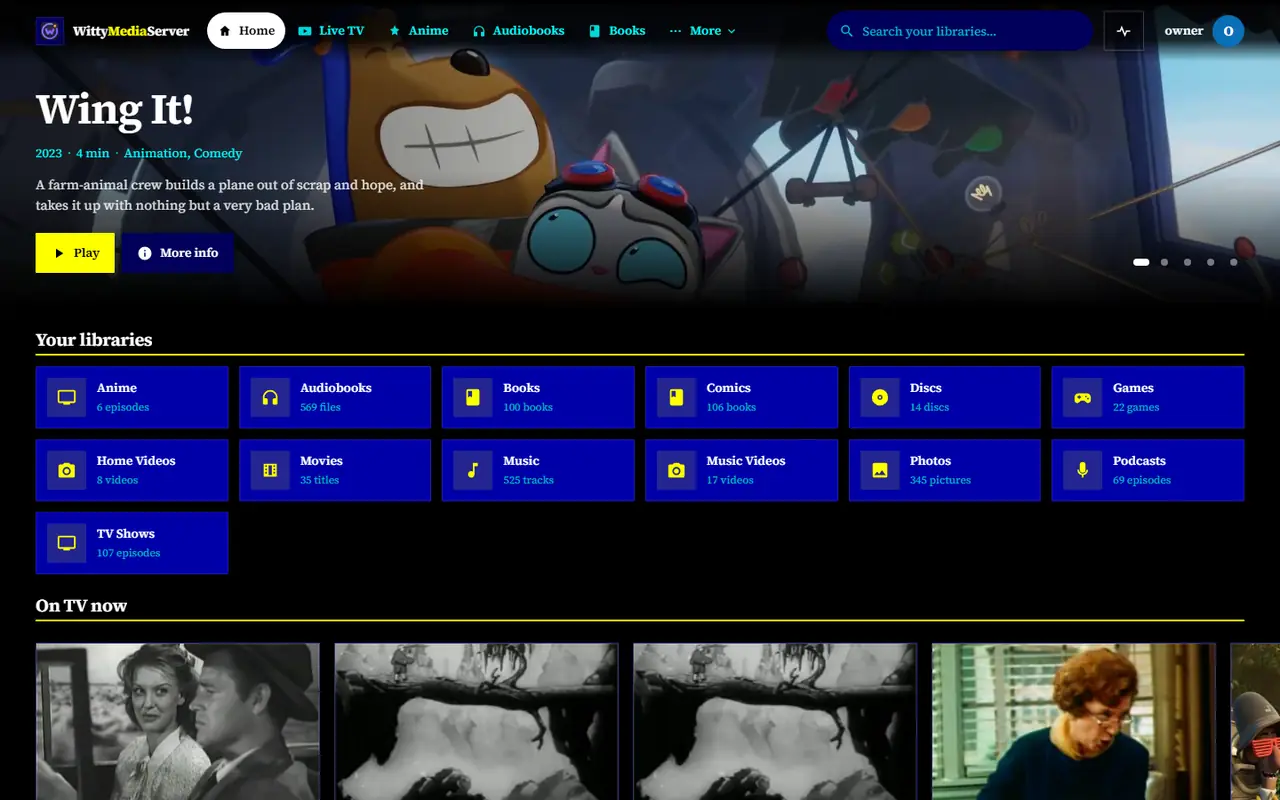 WittyMediaServer
Home
Live TV
Anime
Audiobooks
Books
More
Search your libraries...
owner
O
Wing It!
2023 · 4 min · Animation, Comedy
A farm-animal crew builds a plane out of scrap and hope, and
takes it up with nothing but a very bad plan.
Play
More info
Your libraries
Anime
6 episodes
Audiobooks
569 files
Books
100 books
Comics
106 books
Discs
14 discs
Games
22 games
Home Videos
8 videos
Movies
35 titles
Music
525 tracks
Music Videos
17 videos
Photos
345 pictures
Podcasts
69 episodes
TV Shows
107 episodes
On TV now